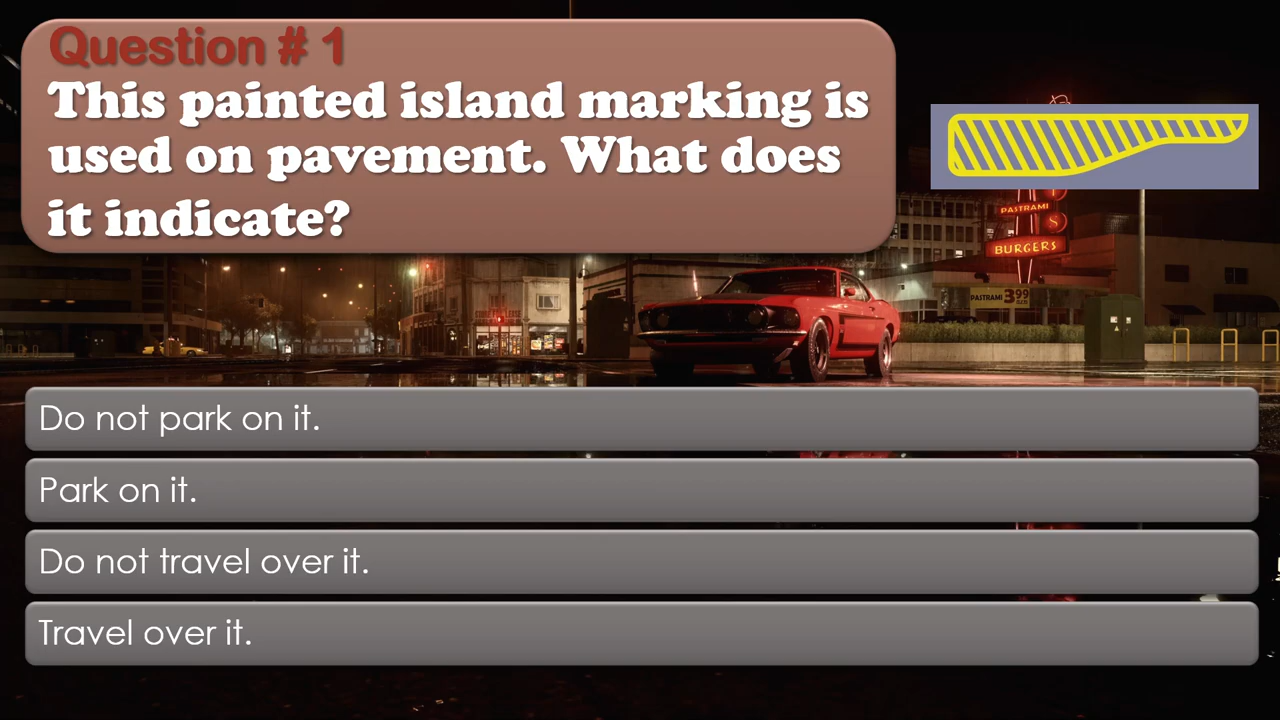 Question # 1
This painted island marking is
used on pavement. What does
it indicate?
PASTRAMI
BURGERS
PASTRAMI 3.99
Do not park on it.
Park on it.
Do not travel over it.
Travel over it.